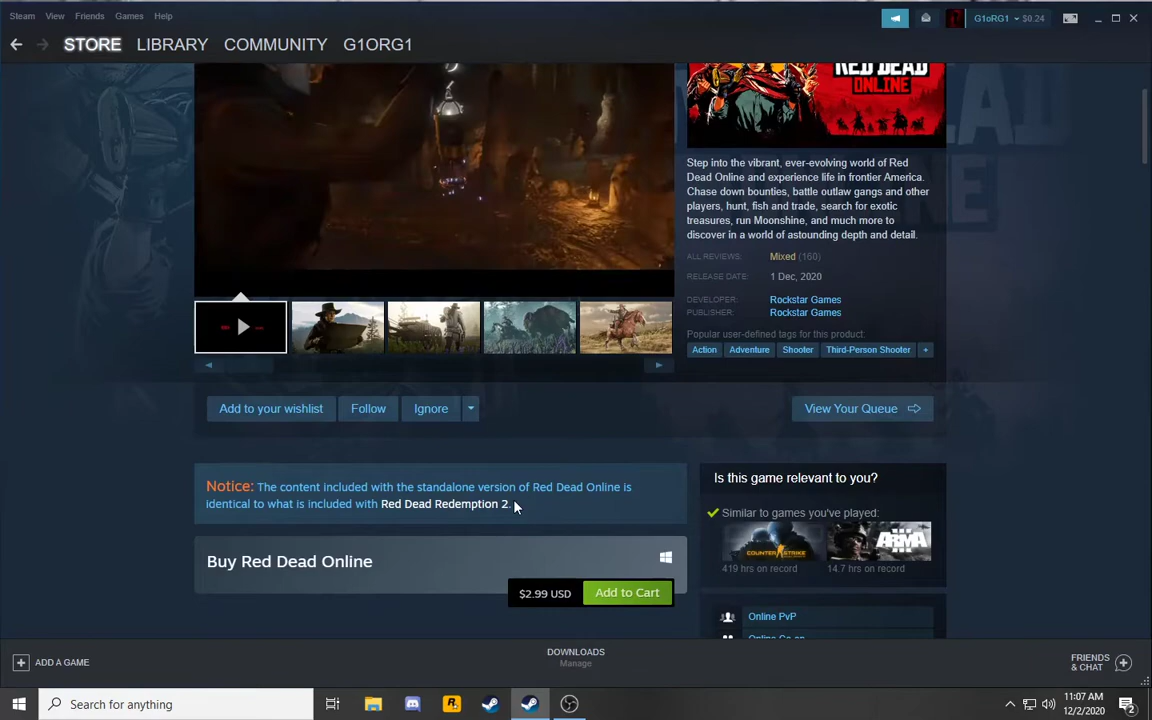 Steam View Friends Games Help
G1oRG1 $0.24
STORE LIBRARY COMMUNITY G1ORG1
RED DEAD
ONLINE
Step into the vibrant, ever-evolving world of Red
Dead Online and experience life in frontier America.
Chase down bounties, battle outlaw gangs and other
players, hunt, fish and trade, search for exotic
treasures, run Moonshine, and much more to
discover in a world of astounding depth and detail.
ALL REVIEWS: Mixed (160)
RELEASE DATE: 1 Dec, 2020
DEVELOPER: Rockstar Games
PUBLISHER: Rockstar Games
Popular user-defined tags for this product:
Action Adventure Shooter Third-Person Shooter +
Add to your wishlist Follow Ignore View Your Queue
Notice: The content included with the standalone version of Red Dead Online is
identical to what is included with Red Dead Redemption 2.
Buy Red Dead Online
$2.99 USD Add to Cart
Is this game relevant to you?
Similar to games you've played:
COUNTER STRIKE ARMA
419 hrs on record 14.7 hrs on record
Online PvP
Online Co-op
ADD A GAME
DOWNLOADS
Manage
FRIENDS
& CHAT
Search for anything
11:07 AM
12/2/2020
2